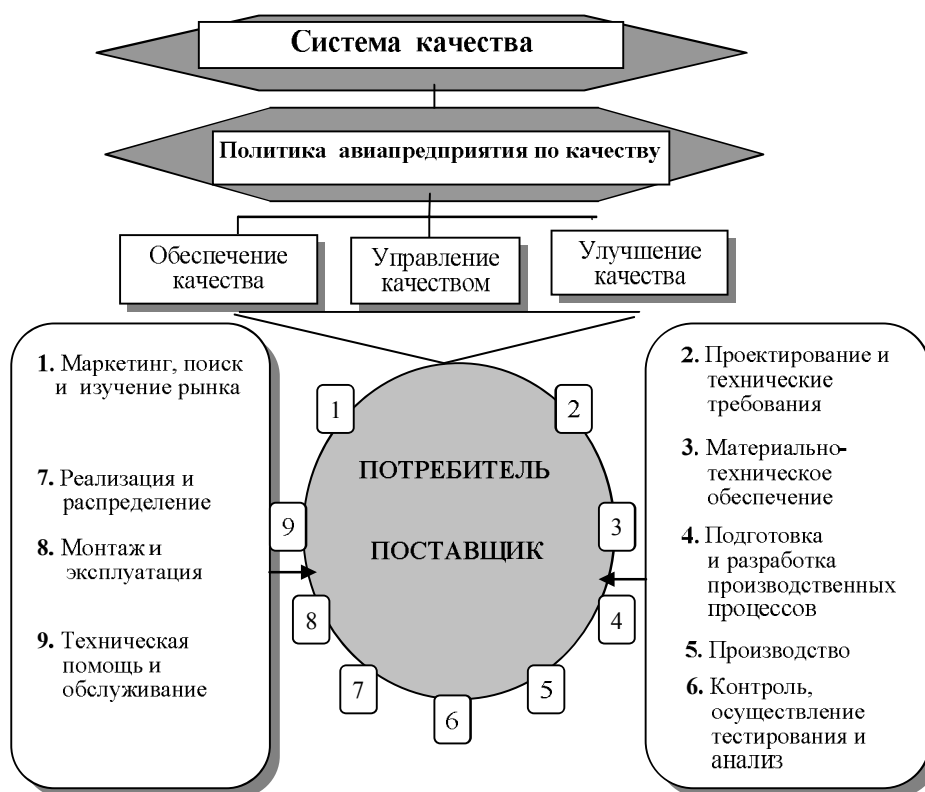 Система качества
Политика авиапредприятия по качеству
Обеспечение
качества
Управление
качеством
Улучшение
качества
1. Маркетинг, поиск
и изучение рынка
7. Реализация и
распределение
8. Монтаж и
эксплуатация
9. Техническая
помощь и
обслуживание
1
2
ПОТРЕБИТЕЛЬ
9
3
ПОСТАВЩИК
8
4
7
5
6
2. Проектирование и
технические
требования
3. Материально-
техническое
обеспечение
4. Подготовка
и разработка
производственных
процессов
5. Производство
6. Контроль,
осуществление
тестирования и
анализ